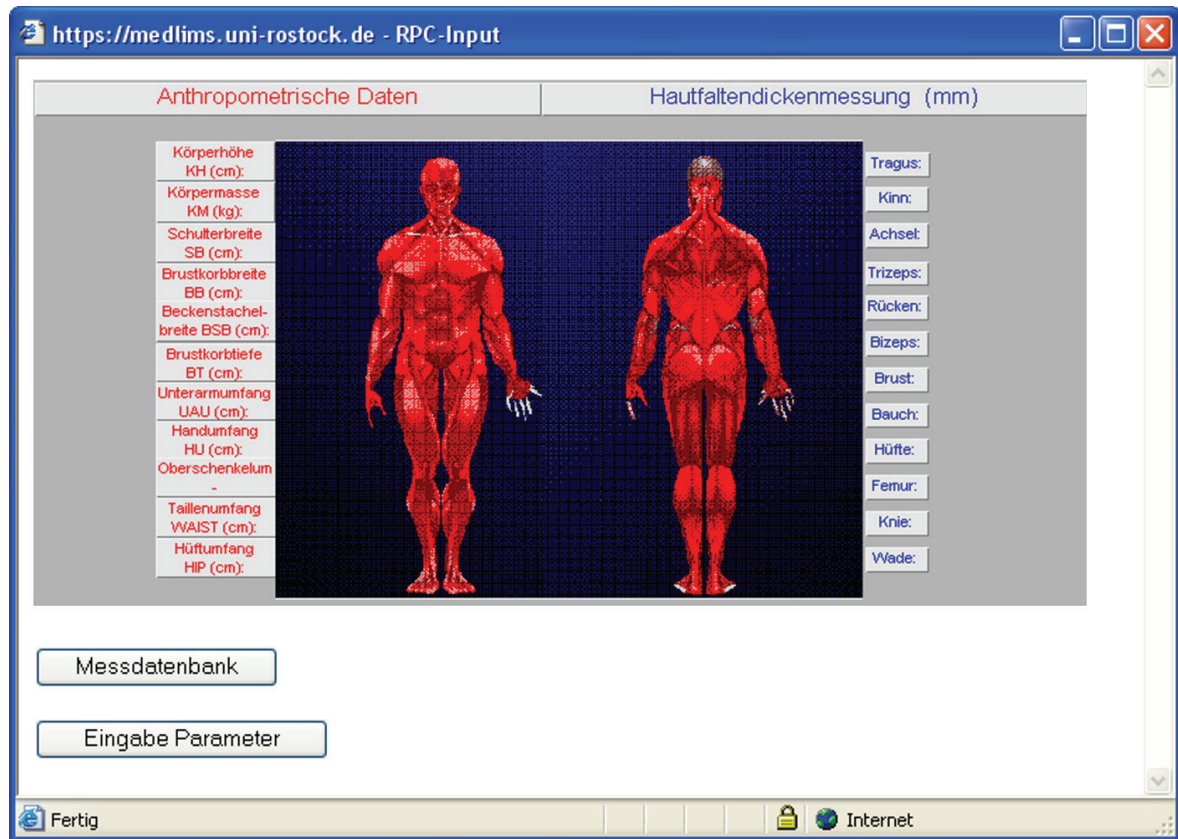 https://medlims.uni-rostock.de - RPC-Input
Anthropometrische Daten
Hautfaltendickenmessung (mm)
Körperhöhe
KH (cm):
Körpermasse
KM (kg):
Schulterbreite
SB (cm):
Brustkorbbreite
BB (cm):
Beckenstachel-
breite BSB (cm):
Brustkorbtiefe
BT (cm):
Unterarmumfang
UAU (cm):
Handumfang
HU (cm):
Oberschenkelum
-
Taillenumfang
WAIST (cm):
Hüftumfang
HIP (cm):
Tragus:
Kinn:
Achsel:
Trizeps:
Rücken:
Bizeps:
Brust:
Bauch:
Hüfte:
Femur:
Knie:
Wade:
Messdatenbank
Eingabe Parameter
Fertig
Internet